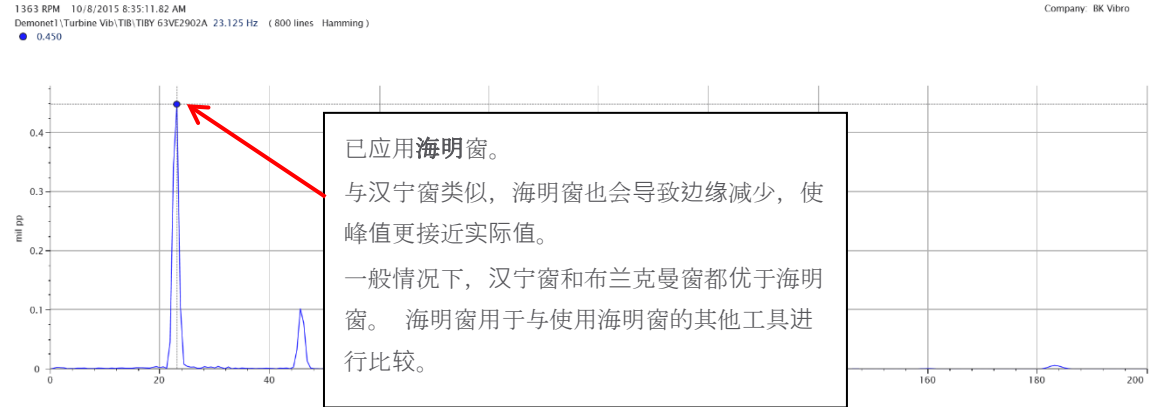 1363 RPM 10/8/2015 8:35:11.82 AM
Company: BK Vibro
Demonet1\Turbine Vib\TIB\TIBY 63VE2902A 23.125 Hz (800 lines Hamming)
0.450
已应用海明窗。
与汉宁窗类似，海明窗也会导致边缘减少，使
峰值更接近实际值。
一般情况下，汉宁窗和布兰克曼窗都优于海明
窗。 海明窗用于与使用海明窗的其他工具进
行比较。
mil pp
0.4
0.3
0.2
0.1
0
0 20 40 160 180 200